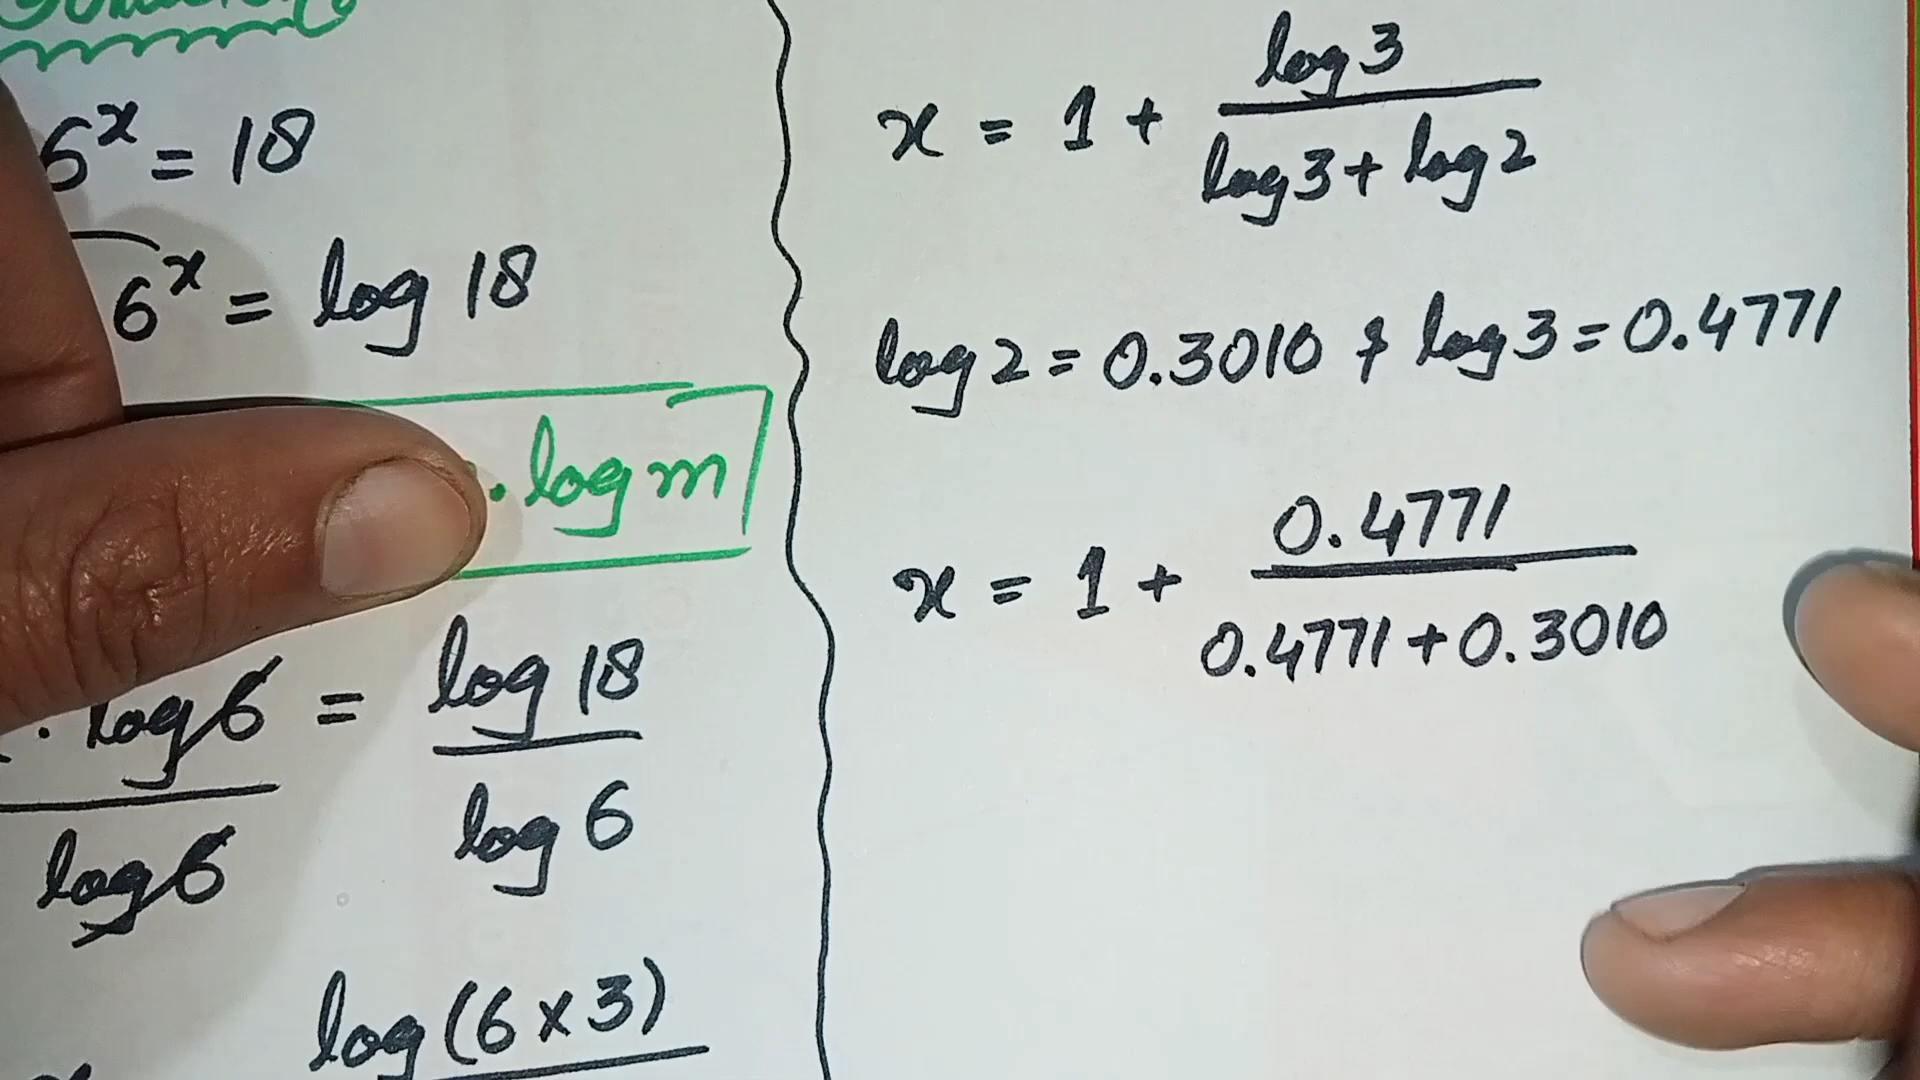 6^x = 18
6^x = log 18
. log m
. log 6 / log 6 = log 18 / log 6
log (6 x 3)
x = 1 + log 3 / log 3 + log 2
log 2 = 0.3010 & log 3 = 0.4771
x = 1 + 0.4771 / 0.4771 + 0.3010